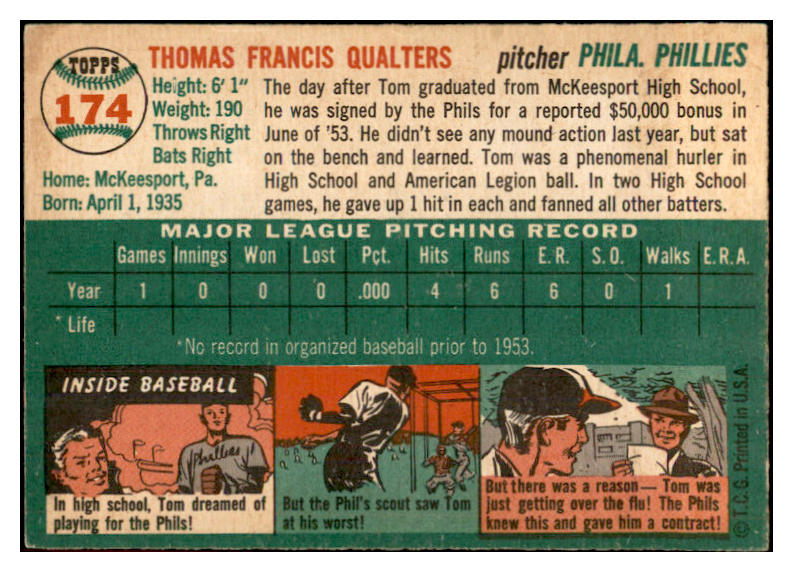 TOPPS
174
THOMAS FRANCIS QUALTERS pitcher PHILA. PHILLIES
Height: 6' 1"
Weight: 190
Throws Right
Bats Right
Home: McKeesport, Pa.
Born: April 1, 1935
The day after Tom graduated from McKeesport High School,
he was signed by the Phils for a reported $50,000 bonus in
June of '53. He didn't see any mound action last year, but sat
on the bench and learned. Tom was a phenomenal hurler in
High School and American Legion ball. In two High School
games, he gave up 1 hit in each and fanned all other batters.
MAJOR LEAGUE PITCHING RECORD
Games Innings Won Lost Pct. Hits Runs E. R. S. O. Walks E.R.A.
Year 1 0 0 0 .000 4 6 6 0 1
* Life
*No record in organized baseball prior to 1953.
INSIDE BASEBALL
Phillies
In high school, Tom dreamed of
playing for the Phils!
But the Phil's scout saw Tom
at his worst!
But there was a reason— Tom was
just getting over the flu! The Phils
knew this and gave him a contract!
© T.C.G. Printed in U.S.A.